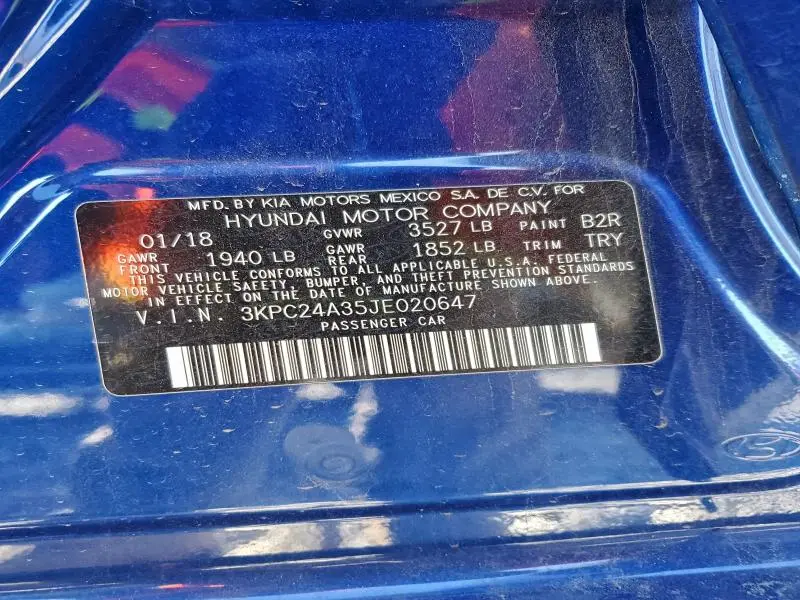 MFD. BY KIA MOTORS MEXICO S.A. DE C.V. FOR
HYUNDAI MOTOR COMPANY
01/18 GVWR 3527 LB PAINT B2R
GAWR FRONT 1940 LB GAWR REAR 1852 LB TRIM TRY
THIS VEHICLE CONFORMS TO ALL APPLICABLE U.S.A. FEDERAL
MOTOR VEHICLE SAFETY, BUMPER, AND THEFT PREVENTION STANDARDS
IN EFFECT ON THE DATE OF MANUFACTURE SHOWN ABOVE.
V.I.N. 3KPC24A35JE020647
PASSENGER CAR